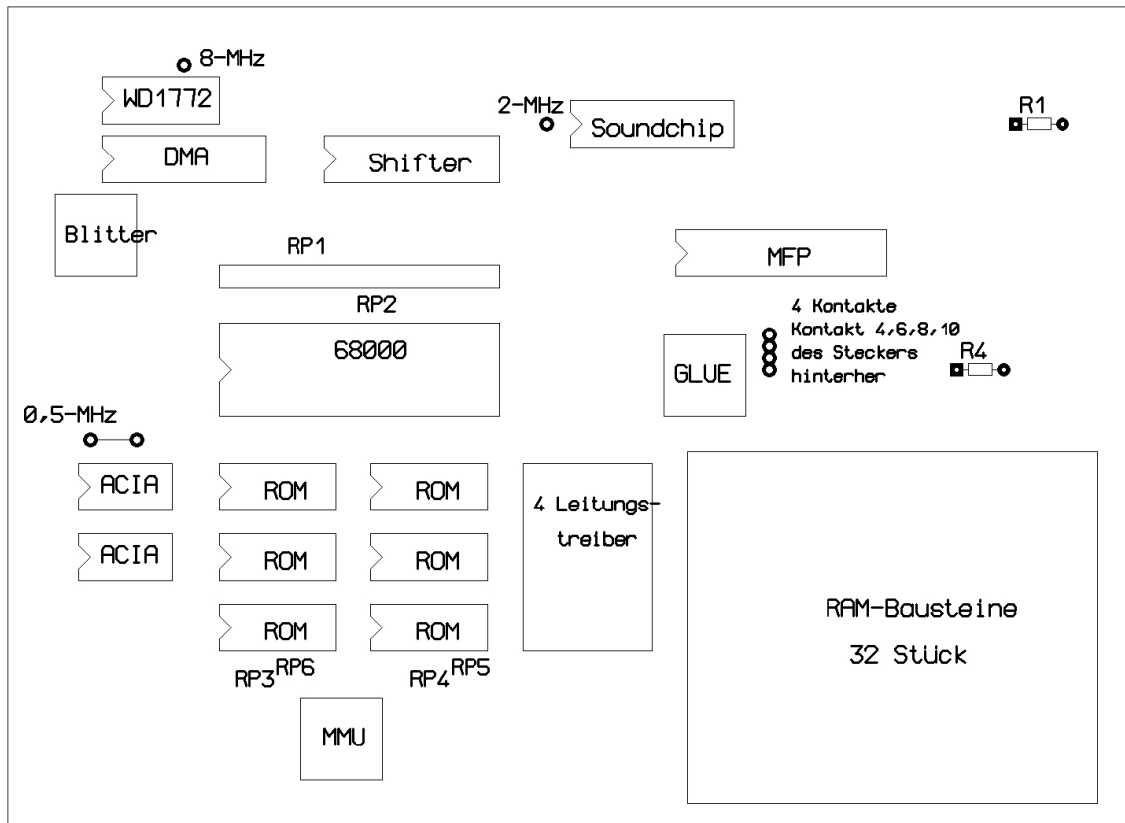 8-MHz
WD1772
2-MHz
Soundchip
R1
DMA
Shifter
Blitter
RP1
MFP
RP2
4 Kontakte
Kontakt 4,6,8,10
des Steckers
hinterher
68000
GLUE
R4
0,5-MHz
ACIA
ROM
ROM
4 Leitungs-
treiber
ACIA
ROM
ROM
RAM-Bausteine
32 Stück
ROM
ROM
RP3
RP6
RP4
RP5
MMU